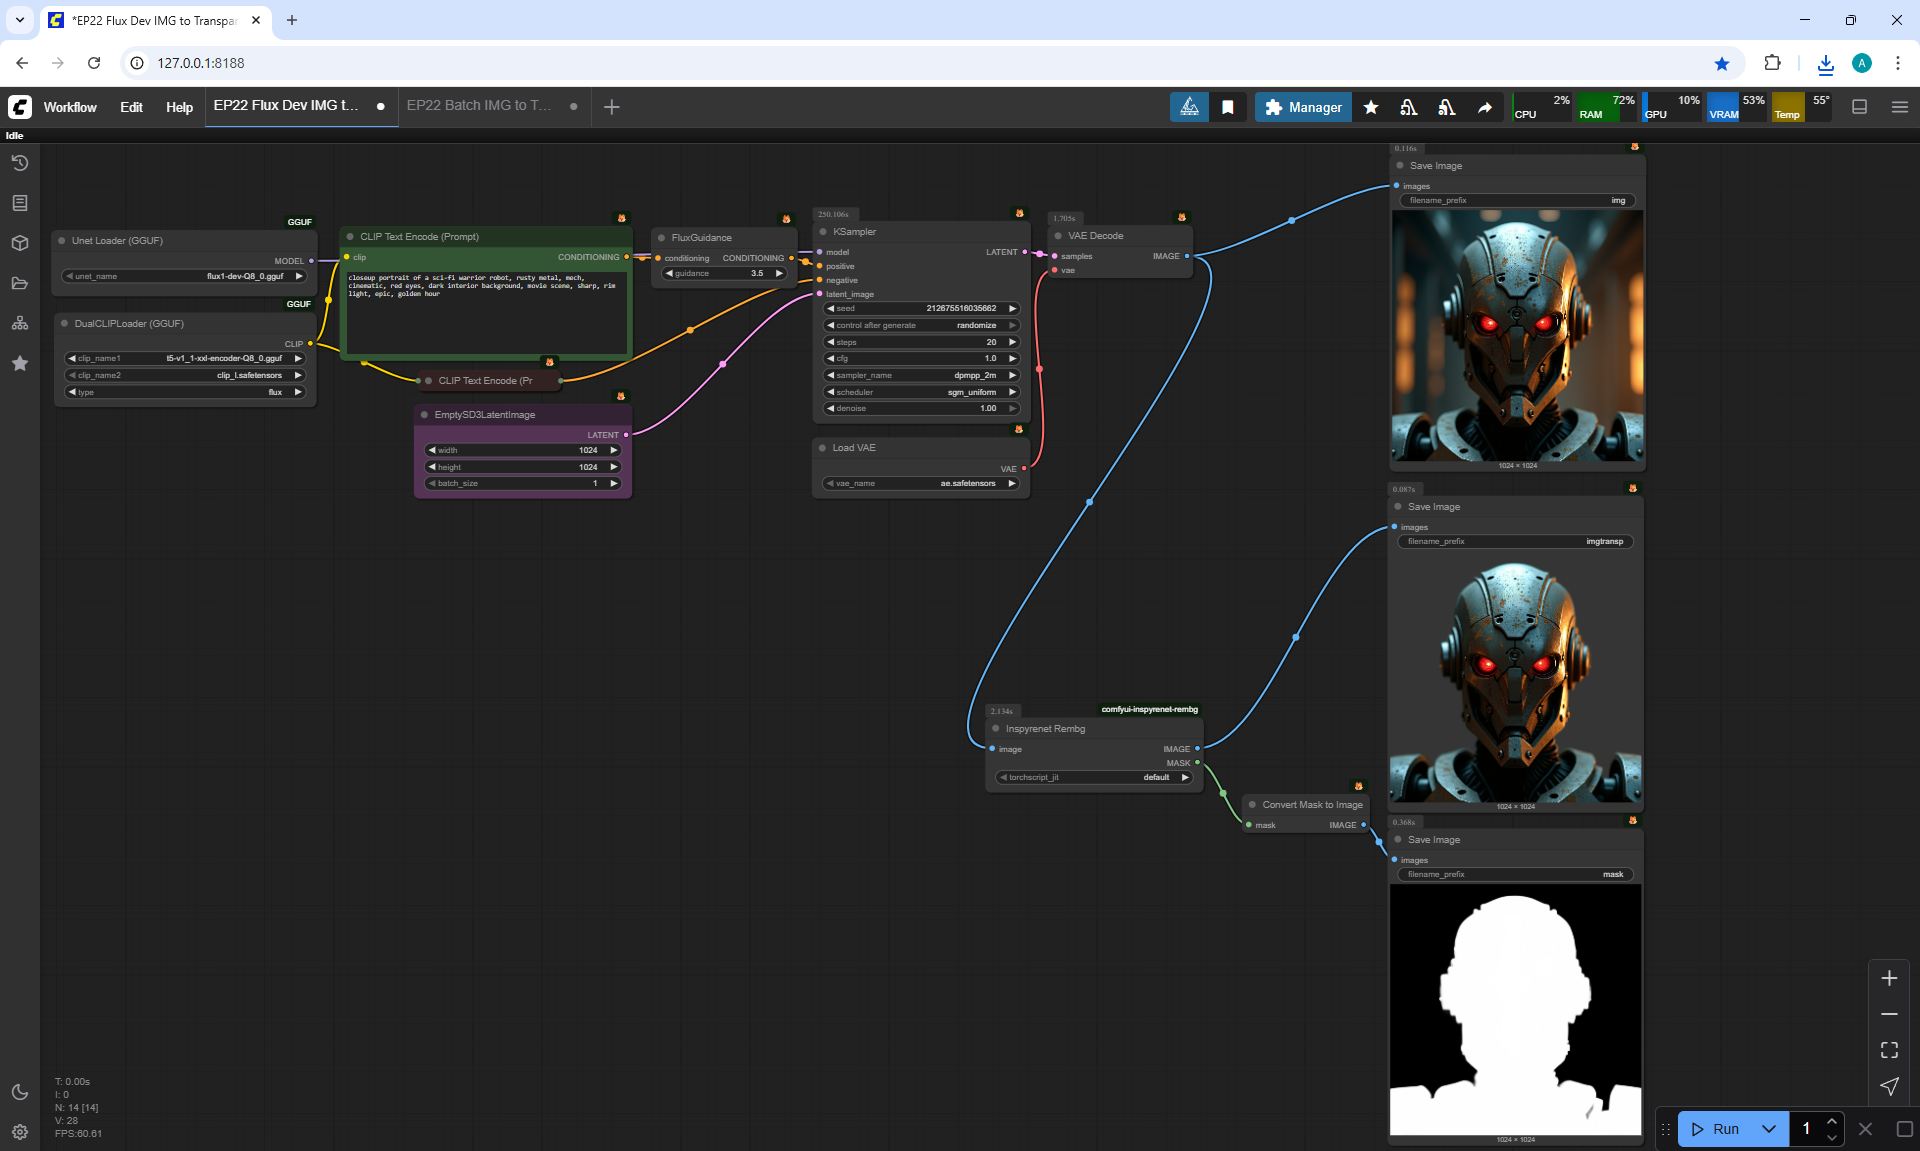 *EP22 Flux Dev IMG to Transpa
127.0.0.1:8188
A
Workflow
Edit
Help
EP22 Flux Dev IMG t...
EP22 Batch IMG to T...
Manager
2%
CPU
72%
RAM
10%
GPU
53%
VRAM
55°
Temp
Idle
GGUF
Unet Loader (GGUF)
MODEL
unet_name
flux1-dev-Q8_0.gguf
GGUF
DualCLIPLoader (GGUF)
CLIP
clip_name1
t5-v1_1-xxl-encoder-Q8_0.gguf
clip_name2
clip_l.safetensors
type
flux
CLIP Text Encode (Prompt)
clip
CONDITIONING
closeup portrait of a sci-fi warrior robot, rusty metal, mech,
cinematic, red eyes, dark interior background, movie scene, sharp, rim
light, epic, golden hour
CLIP Text Encode (Pr
EmptySD3LatentImage
LATENT
width
1024
height
1024
batch_size
1
FluxGuidance
conditioning
CONDITIONING
guidance
3.5
250.106s
KSampler
model
LATENT
positive
negative
latent_image
seed
212675516035662
control after generate
randomize
steps
20
cfg
1.0
sampler_name
dpmpp_2m
scheduler
sgm_uniform
denoise
1.00
Load VAE
VAE
vae_name
ae.safetensors
1.705s
VAE Decode
samples
IMAGE
vae
0.116s
Save Image
images
filename_prefix
img
1024 × 1024
0.087s
Save Image
images
filename_prefix
imgtransp
1024 × 1024
2.134s
comfyui-inspyrenet-rembg
Inspyrenet Rembg
image
IMAGE
MASK
torchscript_jit
default
Convert Mask to Image
mask
IMAGE
0.368s
Save Image
images
filename_prefix
mask
1024 × 1024
T: 0.00s
I: 0
N: 14 [14]
V: 28
FPS:60.61
Run
1